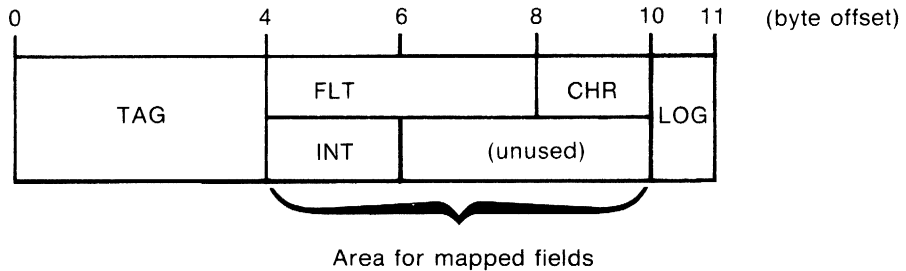 0 4 6 8 10 11 (byte offset)
FLT CHR
TAG LOG
INT (unused)
Area for mapped fields